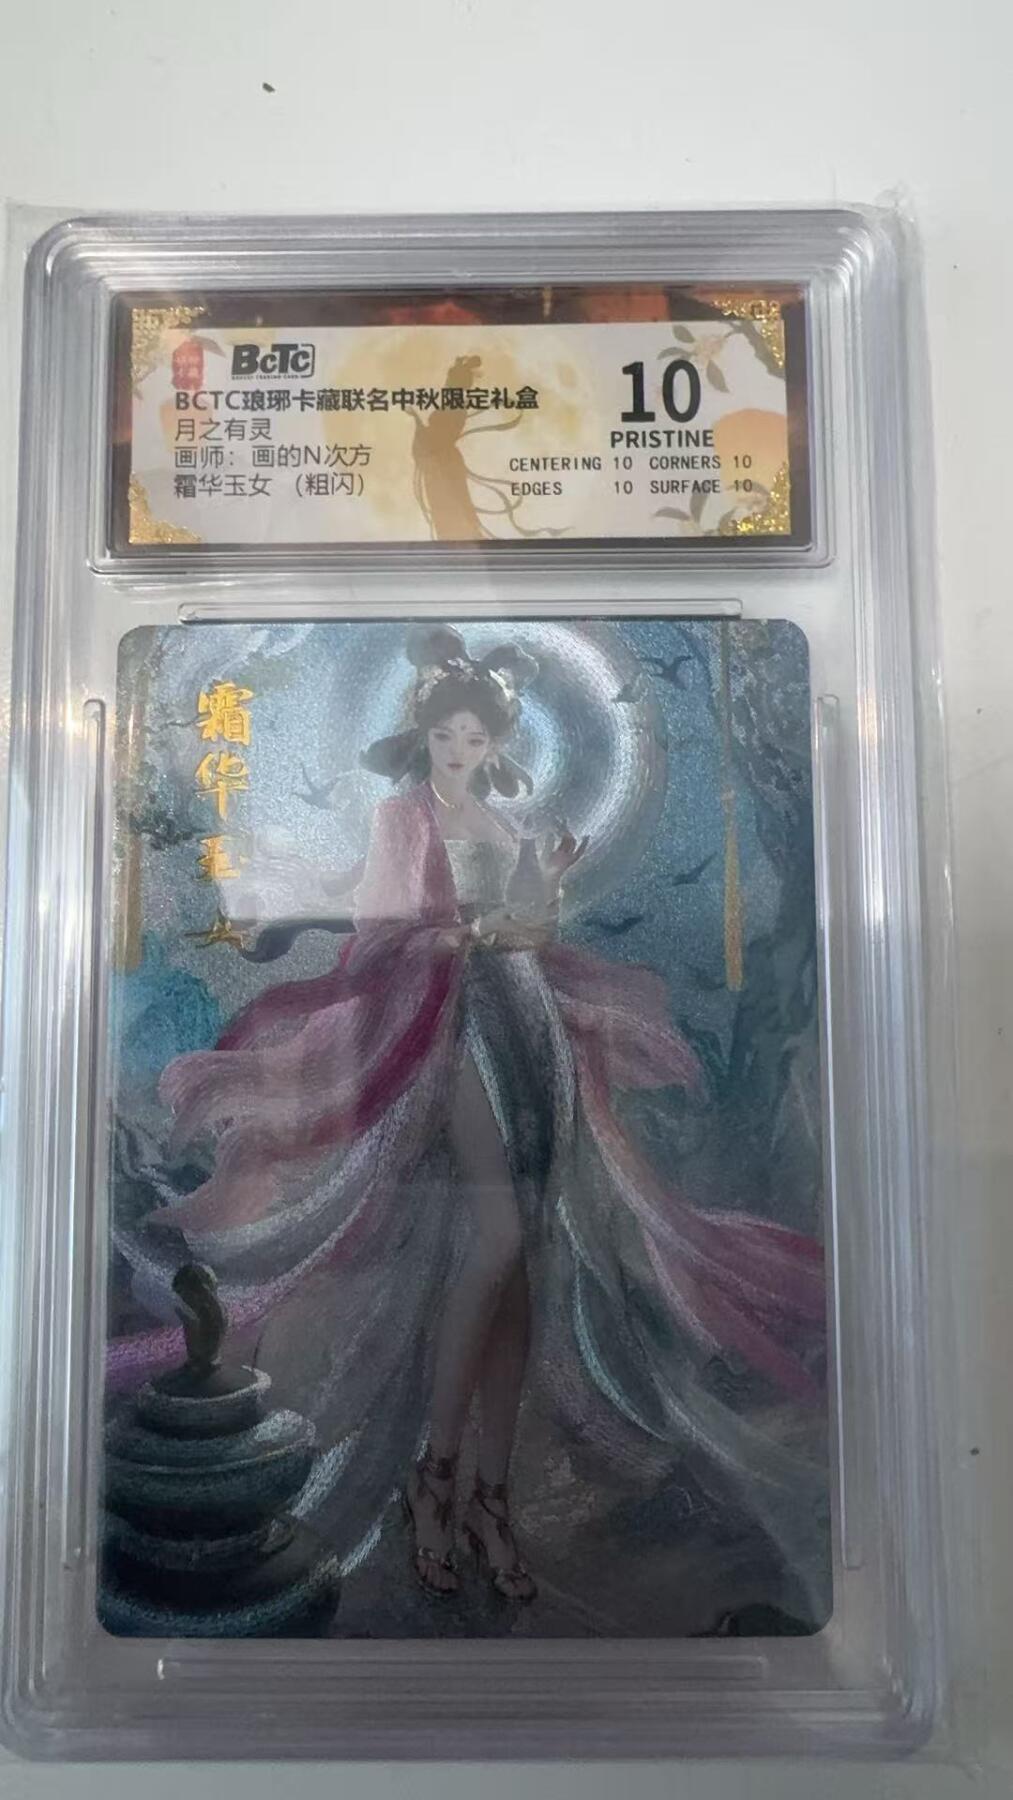 BCTC
BCTC琅琊卡藏联名中秋限定礼盒
月之有灵
画师：画的N次方
霜华玉女 （粗闪）
10
PRISTINE
CENTERING 10 CORNERS 10
EDGES 10 SURFACE 10
霜华玉女